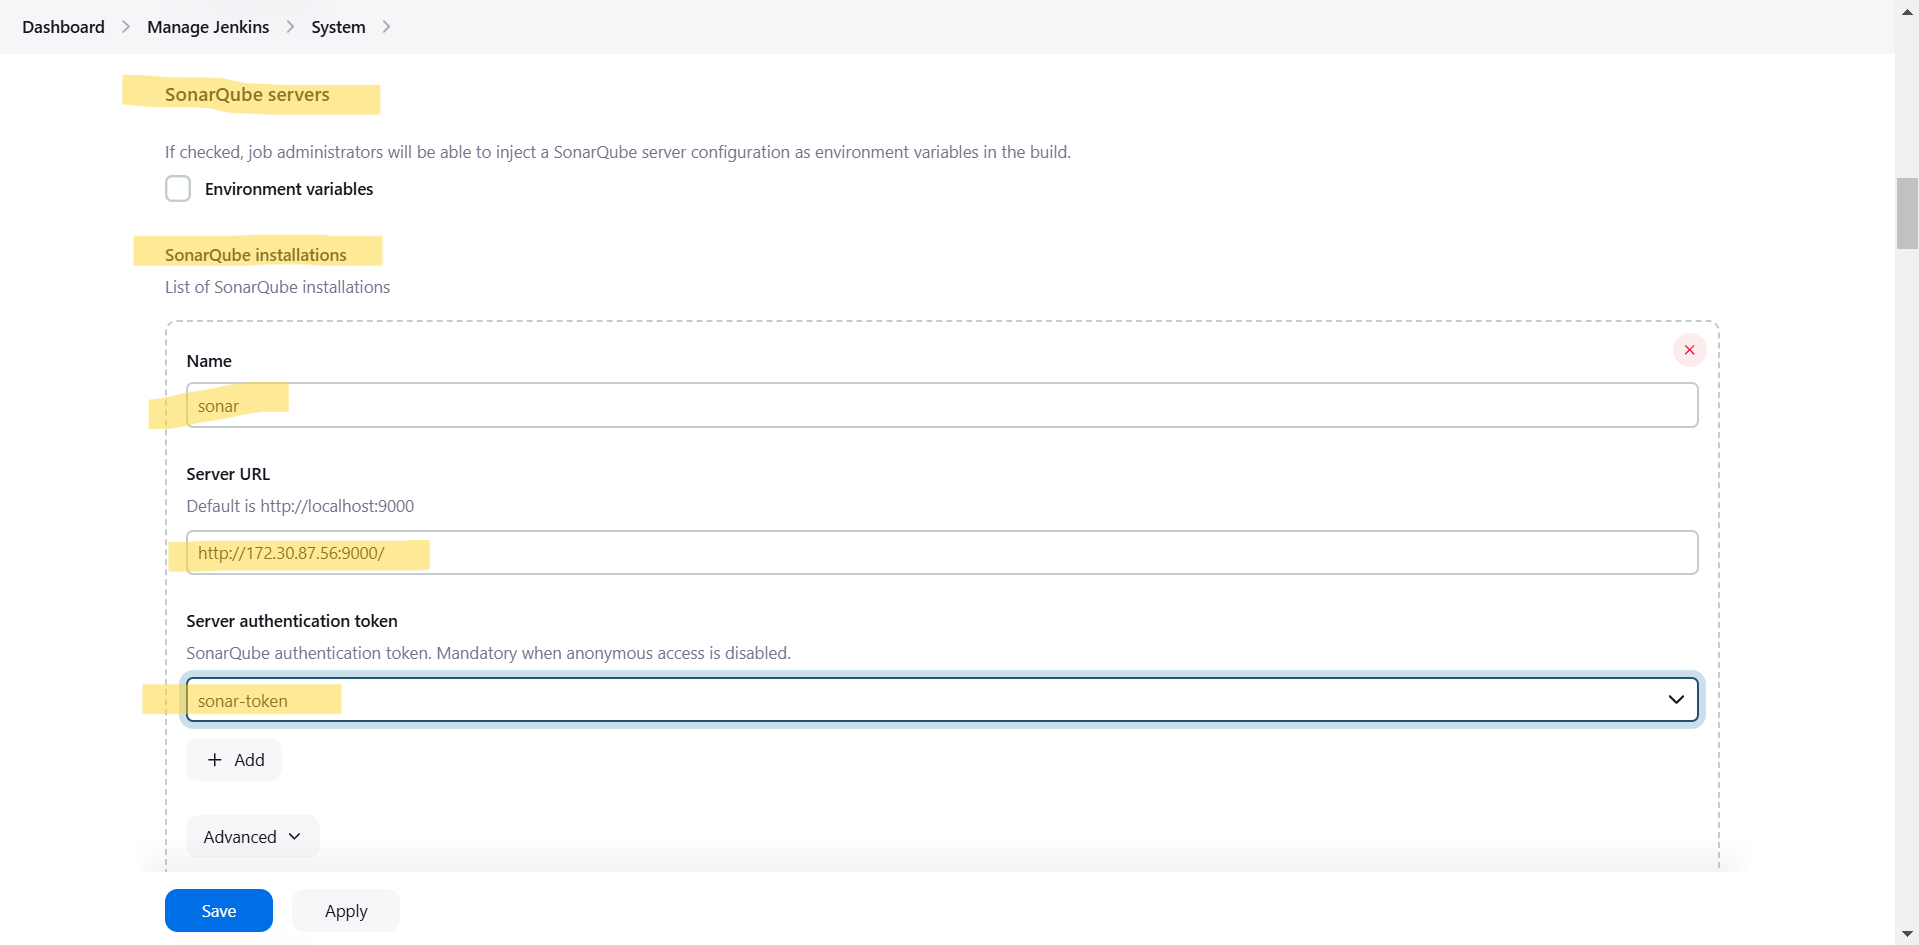 Dashboard > Manage Jenkins > System >
SonarQube servers
If checked, job administrators will be able to inject a SonarQube server configuration as environment variables in the build.
Environment variables
SonarQube installations
List of SonarQube installations
Name
sonar
Server URL
Default is http://localhost:9000
http://172.30.87.56:9000/
Server authentication token
SonarQube authentication token. Mandatory when anonymous access is disabled.
sonar-token
+ Add
Advanced
Save Apply